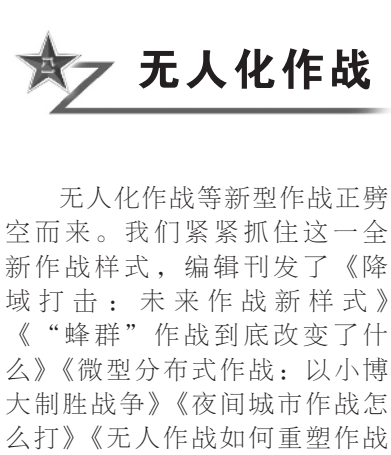 无人化作战
无人化作战等新型作战正劈
空而来。我们紧紧抓住这一全
新作战样式，编辑刊发了《降
域打击：未来作战新样式》
《“蜂群”作战到底改变了什
么》《微型分布式作战：以小博
大制胜战争》《夜间城市作战怎
么打》《无人作战如何重塑作战